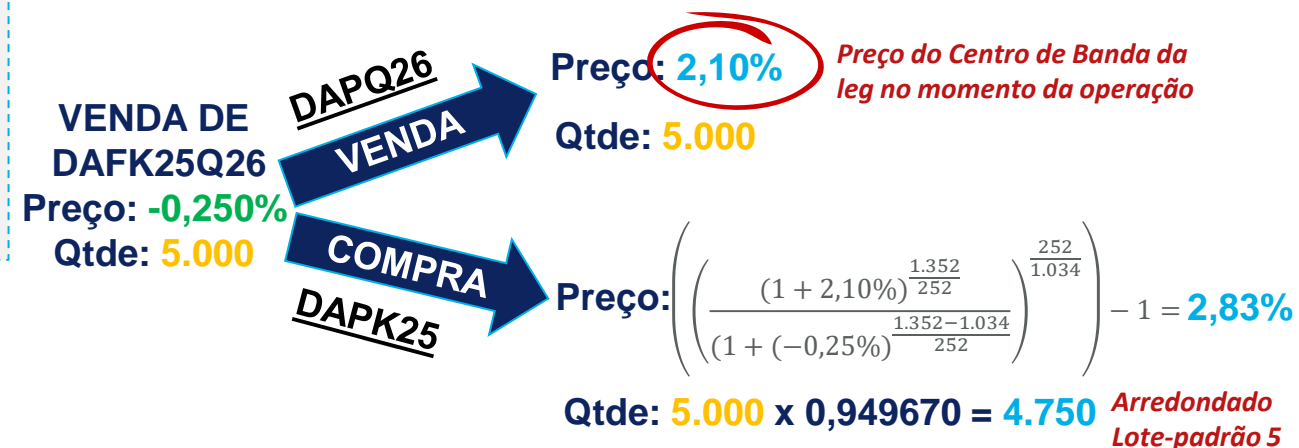 VENDA DE
DAFK25Q26
Preço: -0,250%
Qtde: 5.000
DAPQ26
VENDA
Preço: 2,10%
Preço do Centro de Banda da
leg no momento da operação
Qtde: 5.000
COMPRA
DAPK25
Preço: (((1 + 2,10%)^(1.352/252) / (1 + (−0,25%)^((1.352−1.034)/252))^(252/1.034)) − 1 = 2,83%
Qtde: 5.000 x 0,949670 = 4.750
Arredondado
Lote-padrão 5